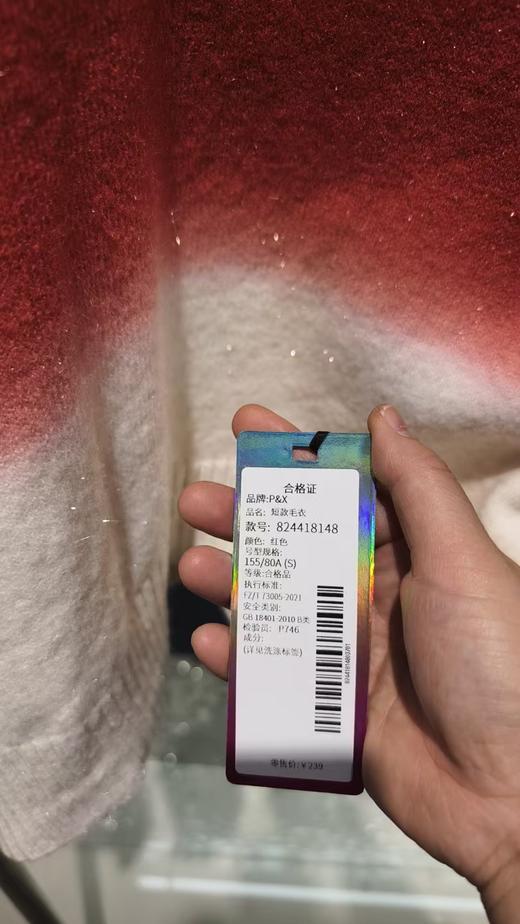 合格证
品牌:P&X
品名: 短款毛衣
款号: 824418148
颜色: 红色
号型规格:
155/80A (S)
等级:合格品
执行标准:
FZ/T 73005-2021
安全类别:
GB 18401-2010 B类
检验员: P746
成分:
(详见洗涤标签)
零售价:￥239